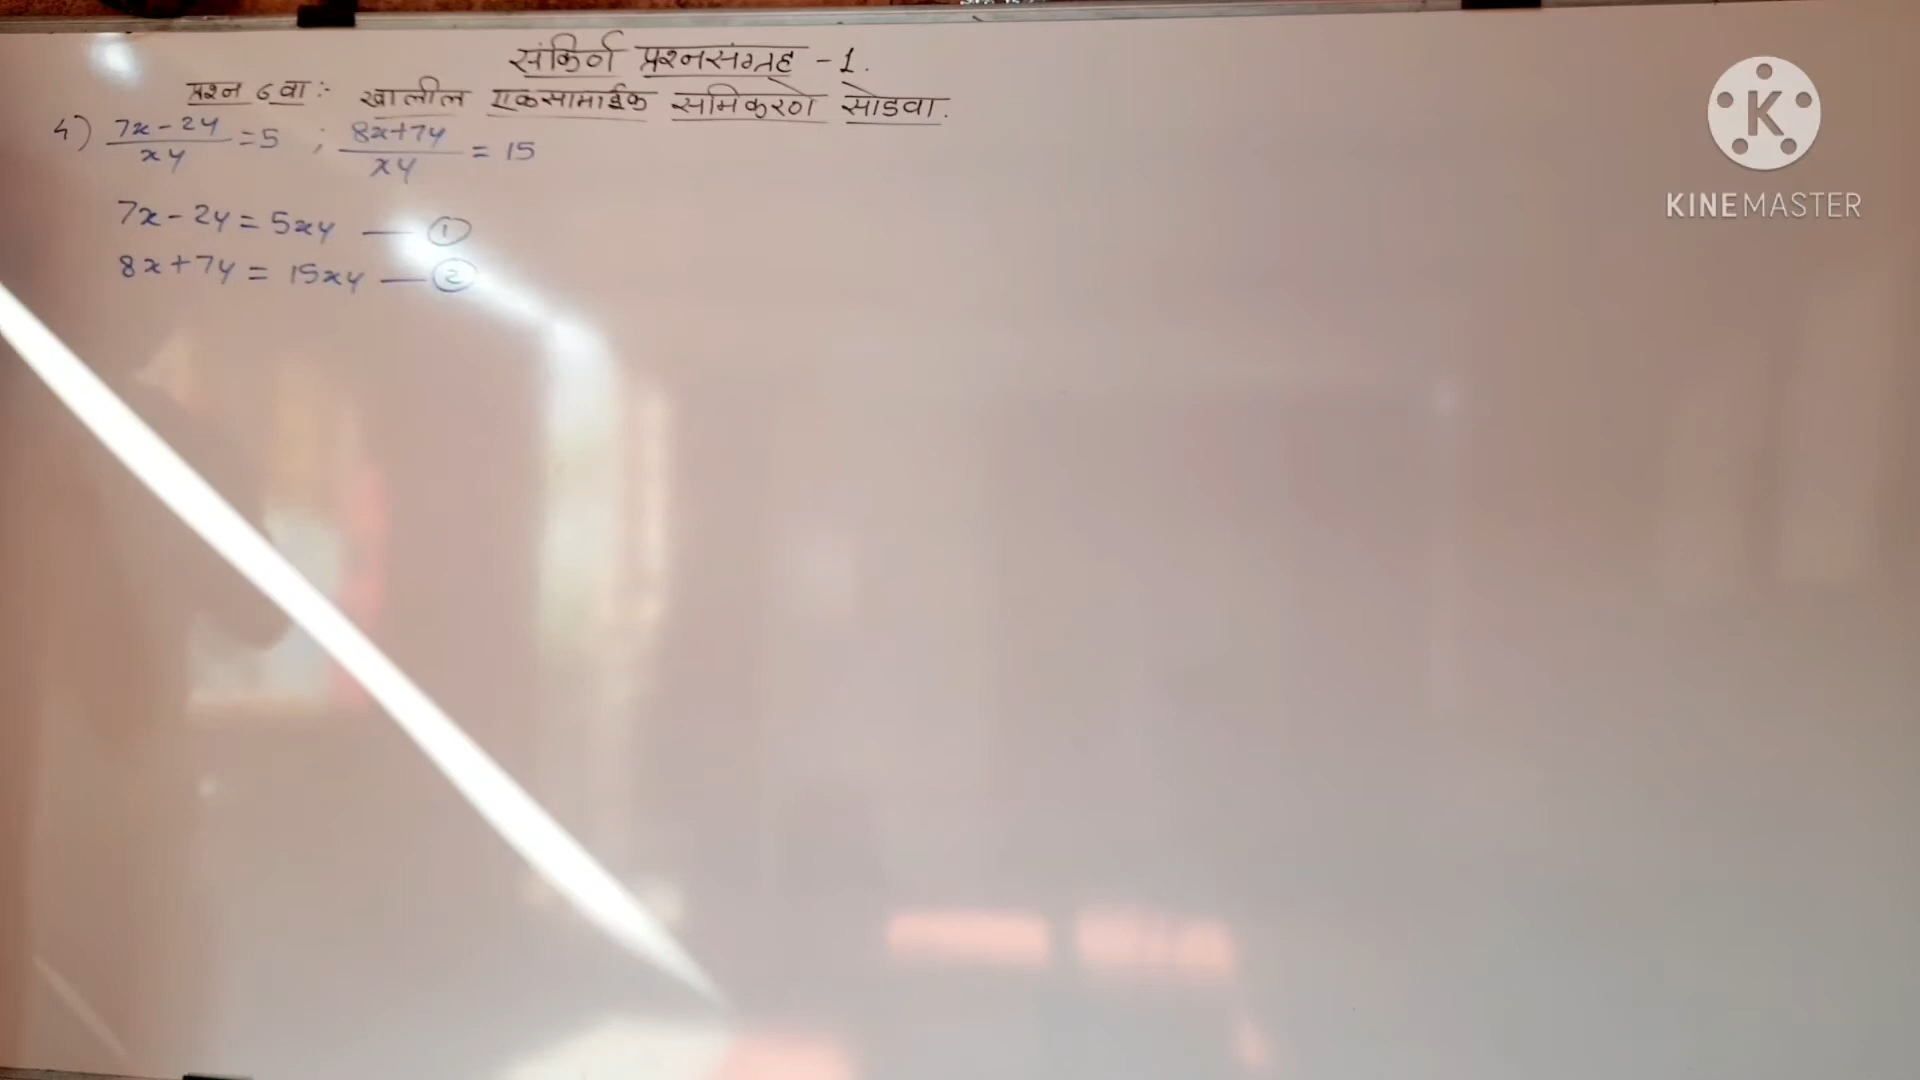 संकिर्ण प्रश्नसंग्रह - 1.
प्रश्न 6 वा :- खालील एकसामाईक समिकरणे सोडवा.
4) 7x-2y/xy = 5 ; 8x+7y/xy = 15
7x - 2y = 5xy — ①
8x + 7y = 15xy — ②
K
KINEMASTER